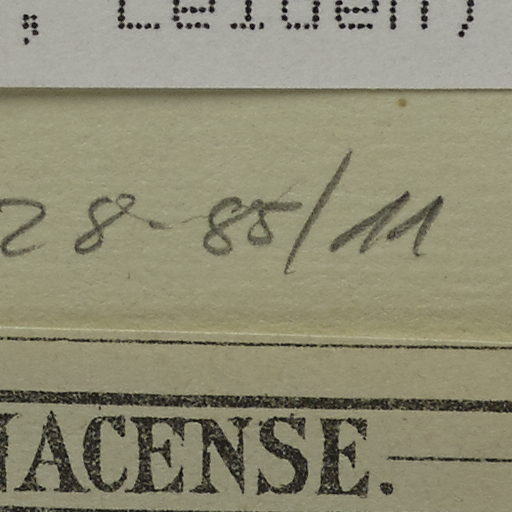 , Leiden)
28-85/11
ACENSE.